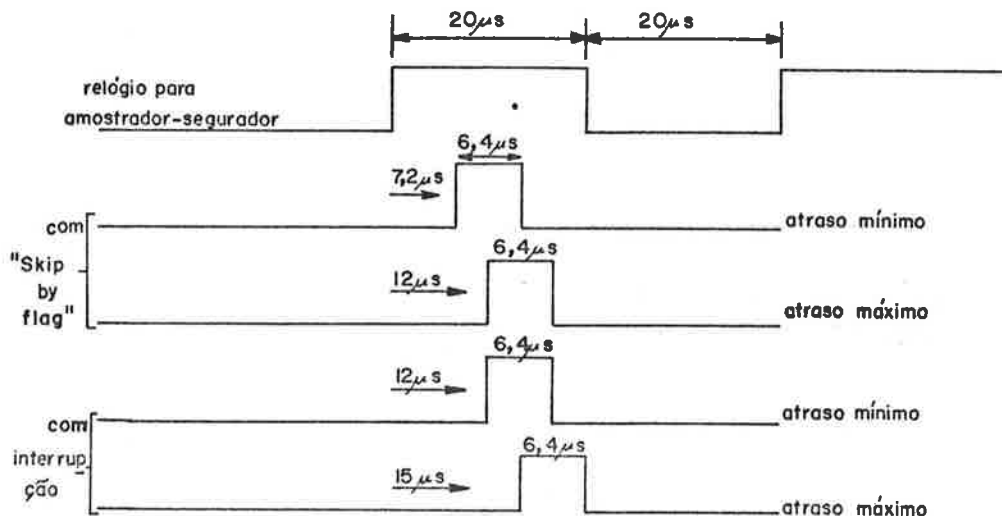 20μs 20μs
relógio para
amostrador-segurador
6,4μs
7,2μs
com
atraso mínimo
"Skip
by
flag"
6,4μs
12μs
atraso máximo
6,4μs
12μs
com
atraso mínimo
interrup
ção
6,4μs
15μs
atraso máximo